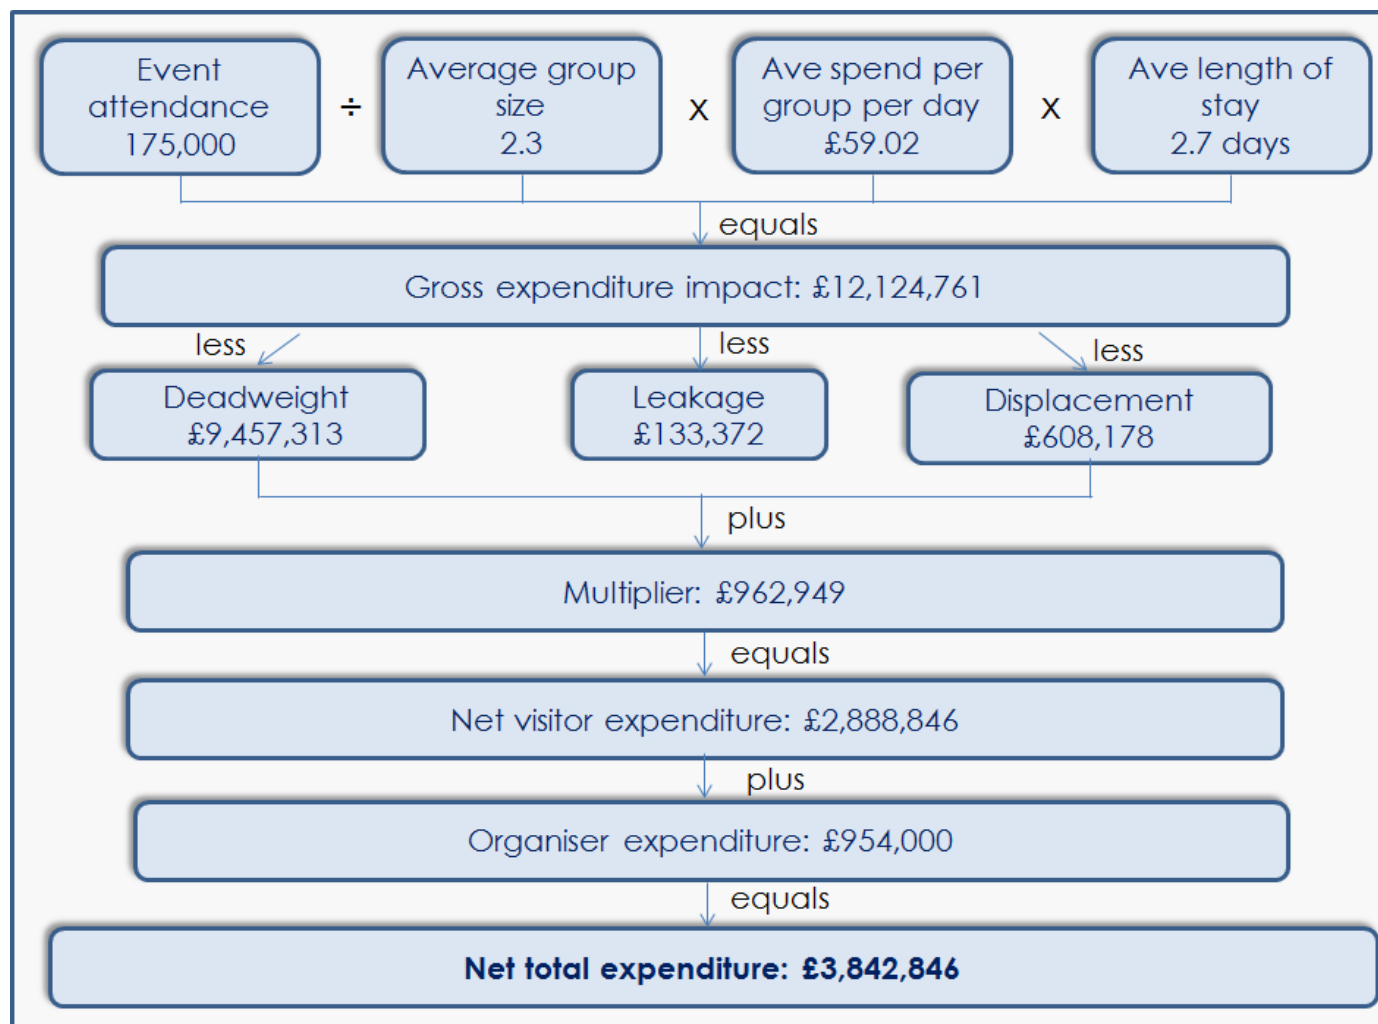 Event
attendance
175,000
÷
Average group
size
2.3
x
Ave spend per
group per day
£59.02
x
Ave length of
stay
2.7 days
equals
Gross expenditure impact: £12,124,761
less
less
less
Deadweight
£9,457,313
Leakage
£133,372
Displacement
£608,178
plus
Multiplier: £962,949
equals
Net visitor expenditure: £2,888,846
plus
Organiser expenditure: £954,000
equals
Net total expenditure: £3,842,846